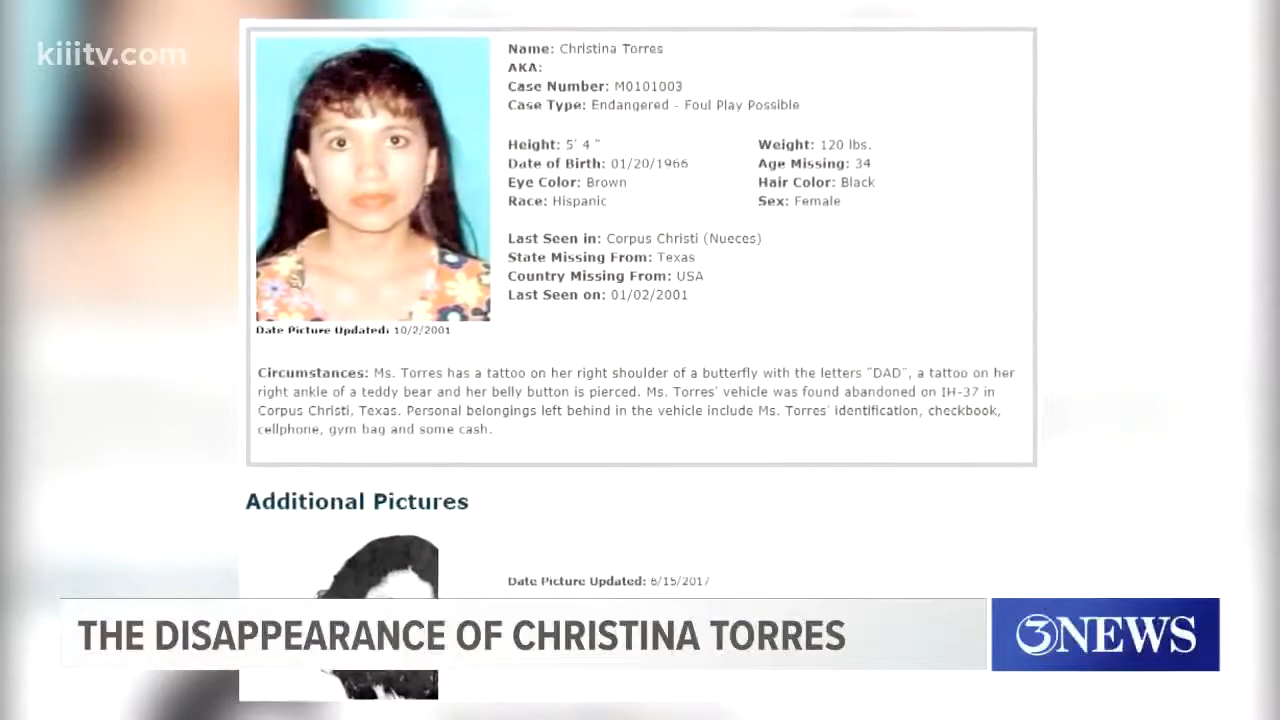 kiiitv.com
Name: Christina Torres
AKA:
Case Number: M0101003
Case Type: Endangered - Foul Play Possible
Height: 5' 4 "
Weight: 120 lbs.
Date of Birth: 01/20/1966
Age Missing: 34
Eye Color: Brown
Hair Color: Black
Race: Hispanic
Sex: Female
Last Seen in: Corpus Christi (Nueces)
State Missing From: Texas
Country Missing From: USA
Last Seen on: 01/02/2001
Date Picture Updated: 10/2/2001
Circumstances: Ms. Torres has a tattoo on her right shoulder of a butterfly with the letters "DAD", a tattoo on her
right ankle of a teddy bear and her belly button is pierced. Ms. Torres' vehicle was found abandoned on IH-37 in
Corpus Christi, Texas. Personal belongings left behind in the vehicle include Ms. Torres' identification, checkbook,
cellphone, gym bag and some cash.
Additional Pictures
Date Picture Updated: 6/15/2017
THE DISAPPEARANCE OF CHRISTINA TORRES
3NEWS